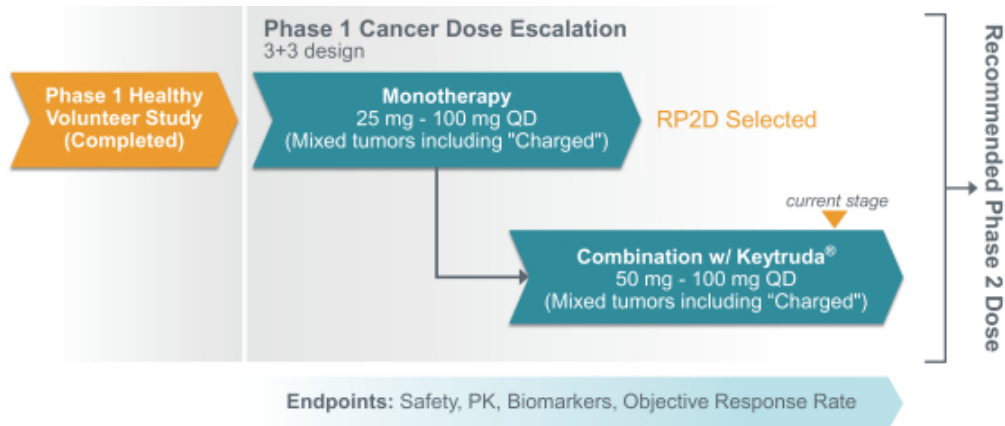 Phase 1 Cancer Dose Escalation
3+3 design
Phase 1 Healthy
Volunteer Study
(Completed)
Monotherapy
25 mg - 100 mg QD
(Mixed tumors including "Charged")
RP2D Selected
current stage
Combination w/ Keytruda®
50 mg - 100 mg QD
(Mixed tumors including “Charged")
Recommended Phase 2 Dose
Endpoints: Safety, PK, Biomarkers, Objective Response Rate